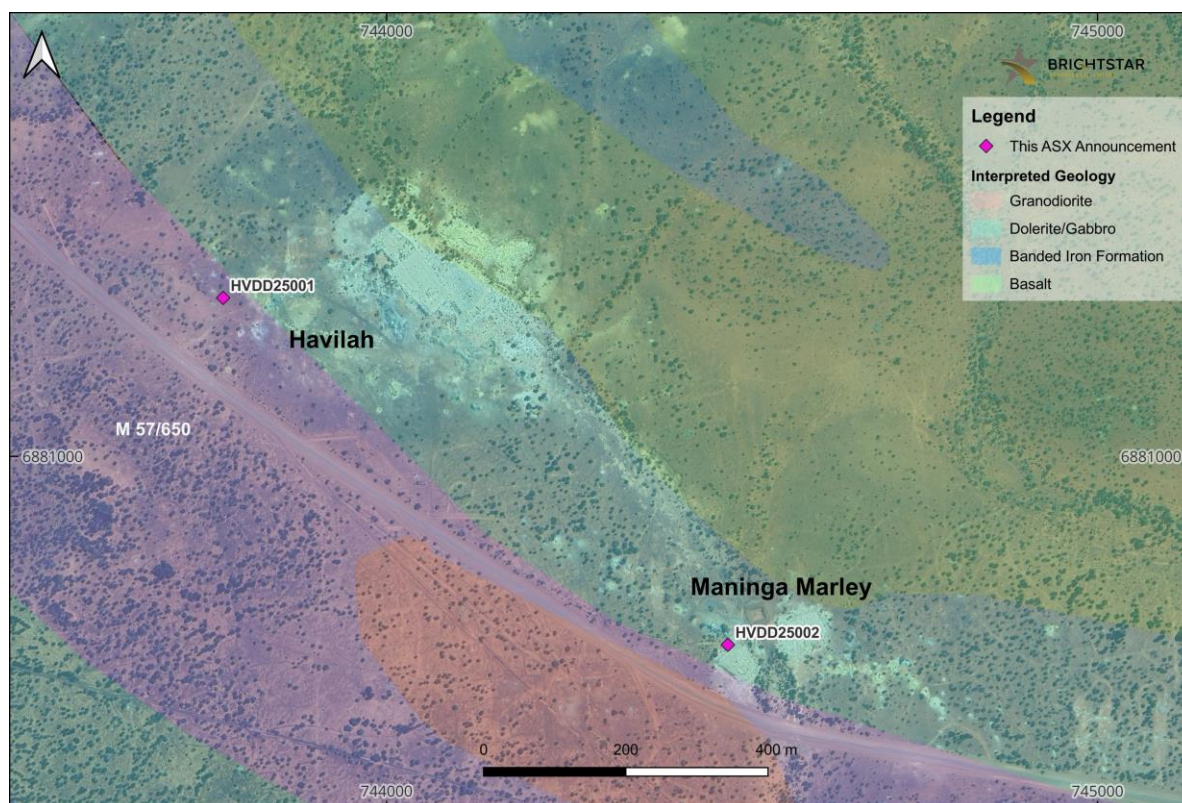 744000
745000
BRIGHTSTAR
Legend
This ASX Announcement
Interpreted Geology
Granodiorite
Dolerite/Gabbro
Banded Iron Formation
Basalt
HVDD25001
Havilah
M 57/650
6881000
6881000
Maninga Marley
HVDD25002
0
200
400 m
744000
745000